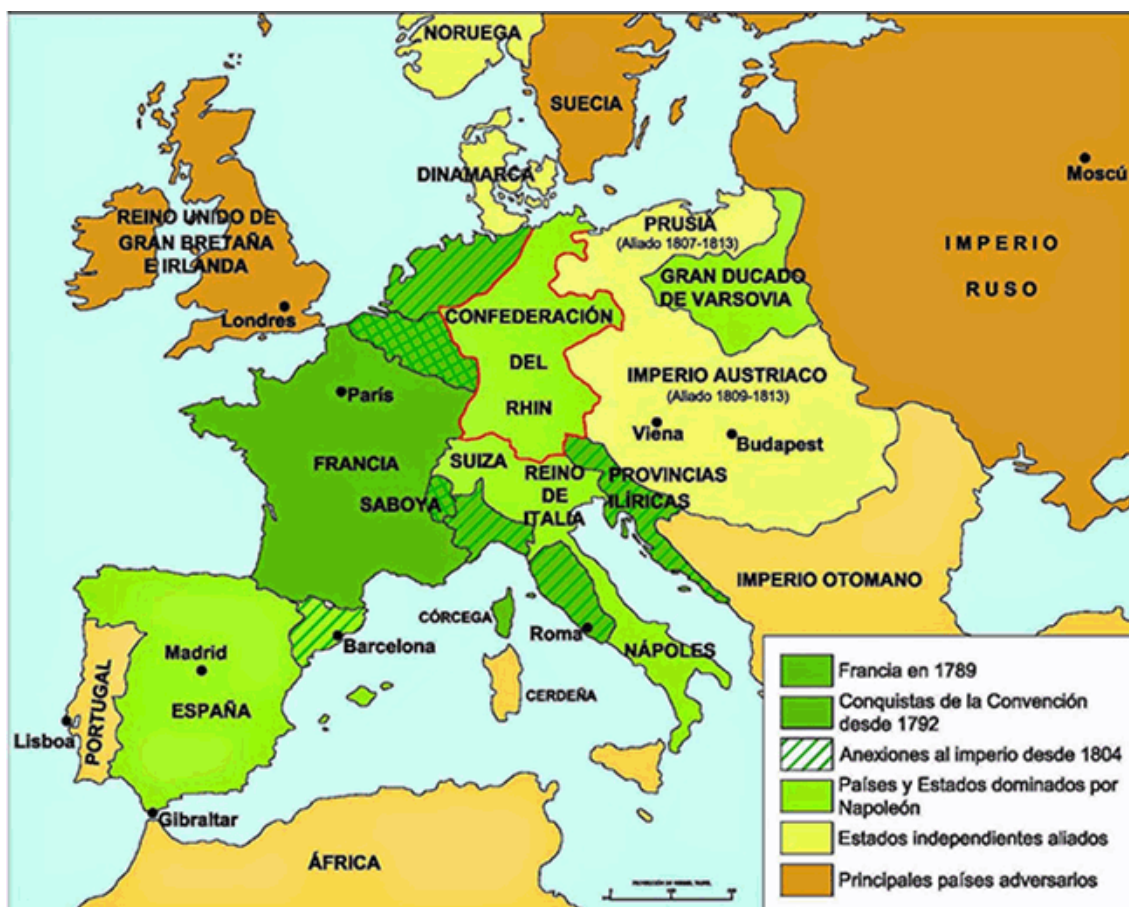 NORUEGA
SUECIA
DINAMARCA
Moscú
REINO UNIDO DE
GRAN BRETAÑA
E IRLANDA
PRUSIA
(Aliado 1807-1813)
IMPERIO
RUSO
GRAN DUCADO
DE VARSOVIA
Londres
CONFEDERACIÓN
DEL
RHIN
París
IMPERIO AUSTRIACO
(Aliado 1809-1813)
Viena
Budapest
FRANCIA
SUIZA
REINO
DE
ITALIA
PROVINCIAS
ILÍRICAS
SABOYA
IMPERIO OTOMANO
CÓRCEGA
Roma
Barcelona
NÁPOLES
Madrid
ESPAÑA
CERDEÑA
PORTUGAL
Lisboa
Gibraltar
ÁFRICA
Francia en 1789
Conquistas de la Convención
desde 1792
Anexiones al imperio desde 1804
Países y Estados dominados por
Napoleón
Estados independientes aliados
Principales países adversarios